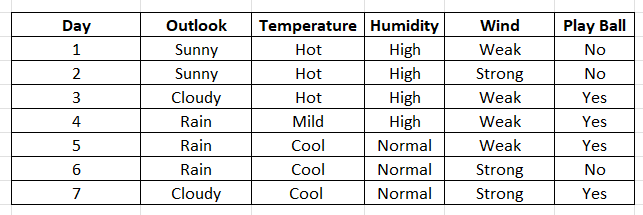 Day Outlook Temperature Humidity Wind Play Ball
1 Sunny Hot High Weak No
2 Sunny Hot High Strong No
3 Cloudy Hot High Weak Yes
4 Rain Mild High Weak Yes
5 Rain Cool Normal Weak Yes
6 Rain Cool Normal Strong No
7 Cloudy Cool Normal Strong Yes